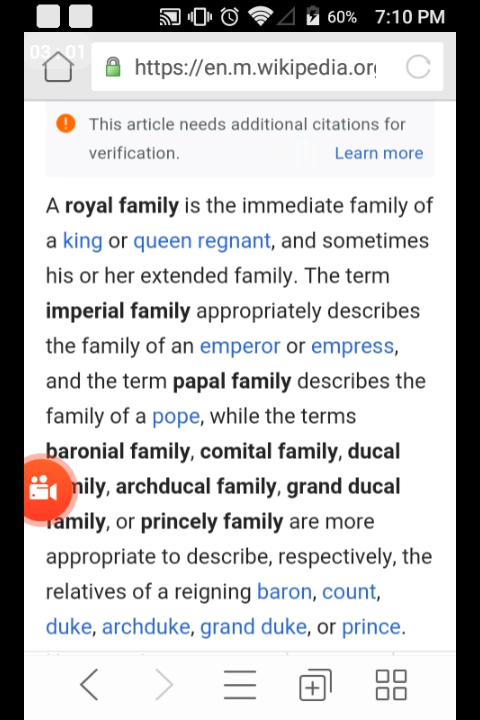 60% 7:10 PM
03 01
https://en.m.wikipedia.or
This article needs additional citations for
verification. Learn more
A royal family is the immediate family of
a king or queen regnant, and sometimes
his or her extended family. The term
imperial family appropriately describes
the family of an emperor or empress,
and the term papal family describes the
family of a pope, while the terms
baronial family, comital family, ducal
mily, archducal family, grand ducal
family, or princely family are more
appropriate to describe, respectively, the
relatives of a reigning baron, count,
duke, archduke, grand duke, or prince.